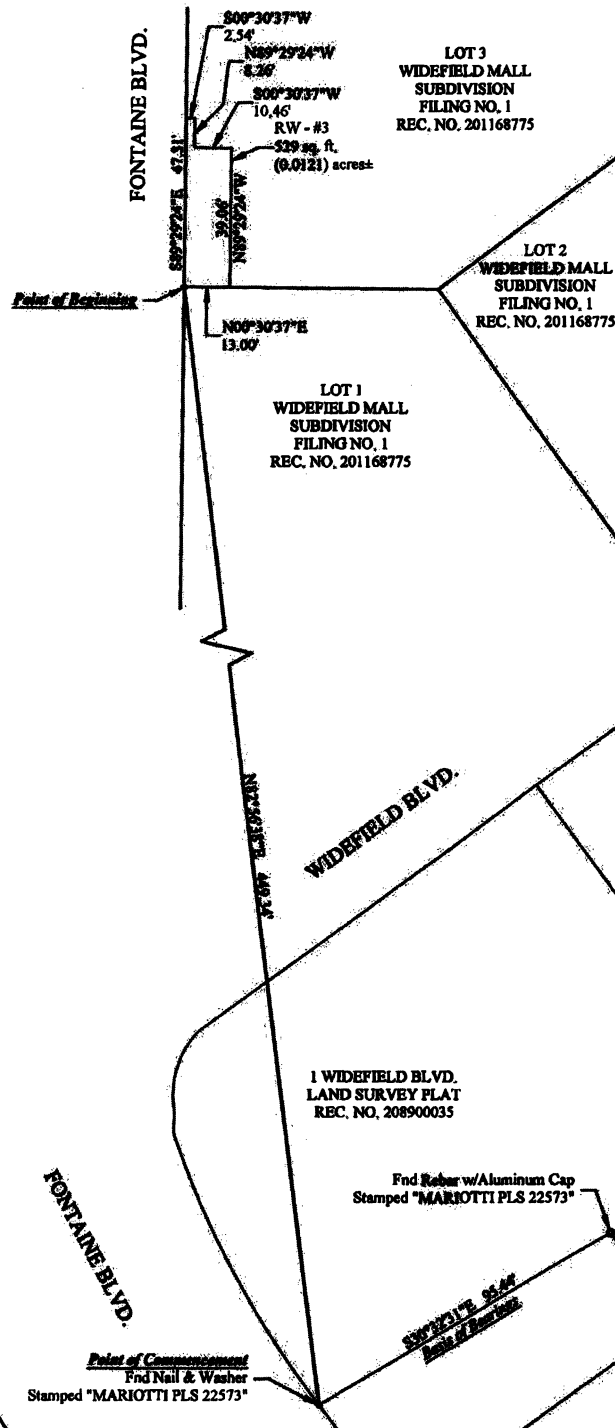 S00°30'37"W
2.54'
N89°29'24"W
8.26'
S00°30'37"W
10.46'
RW - #3
529 sq. ft.
(0.0121) acres±
FONTAINE BLVD.
S89°29'24"E 47.31'
39.06'
N89°29'24"W
LOT 3
WIDEFIELD MALL
SUBDIVISION
FILING NO. 1
REC. NO. 201168775
LOT 2
WIDEFIELD MALL
SUBDIVISION
FILING NO. 1
REC. NO. 201168775
Point of Beginning
N00°30'37"E
13.00'
LOT 1
WIDEFIELD MALL
SUBDIVISION
FILING NO. 1
REC. NO. 201168775
WIDEFIELD BLVD.
1 WIDEFIELD BLVD.
LAND SURVEY PLAT
REC. NO. 208900035
Fnd Rebar w/Aluminum Cap
Stamped "MARIOTTI PLS 22573"
FONTAINE BLVD.
S30°32'31"E 95.44'
Basis of Bearings
Point of Commencement
Fnd Nail & Washer
Stamped "MARIOTTI PLS 22573"